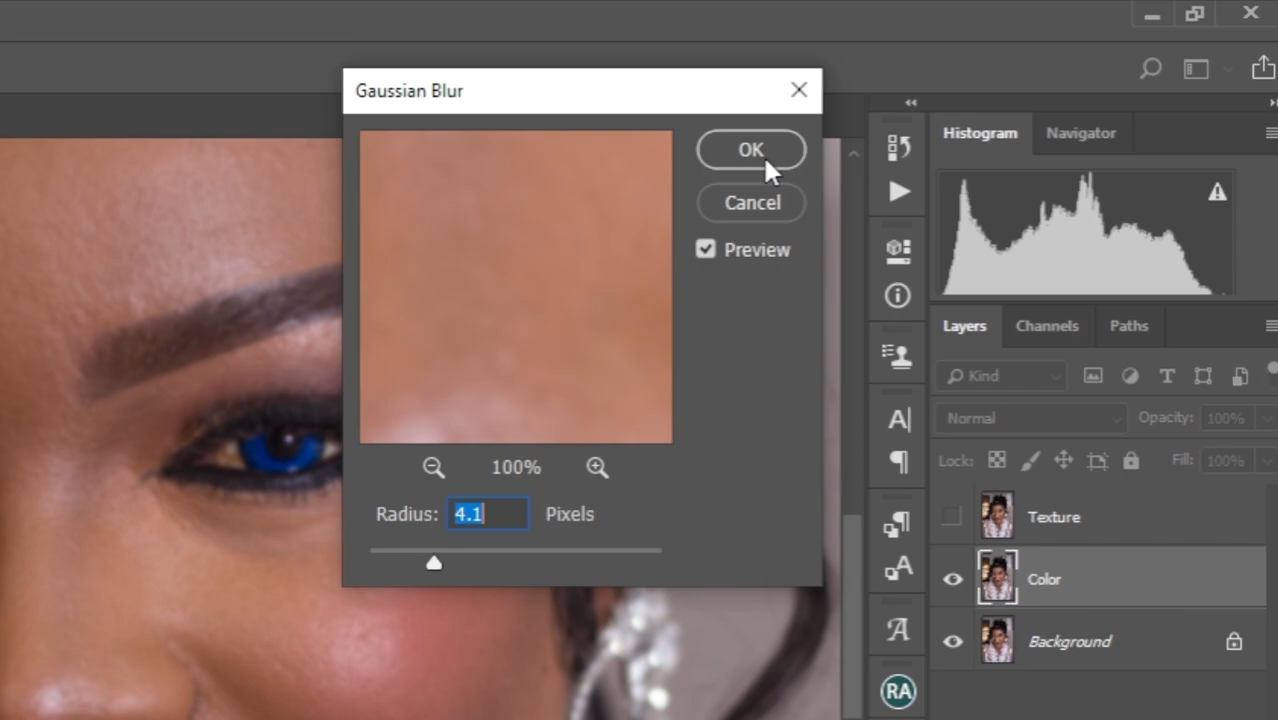 Gaussian Blur
OK
Cancel
Preview
100%
Radius: 4.1 Pixels
Histogram Navigator
Layers Channels Paths
Kind
Normal Opacity: 100%
Lock: Fill: 100%
Texture
Color
Background
RA